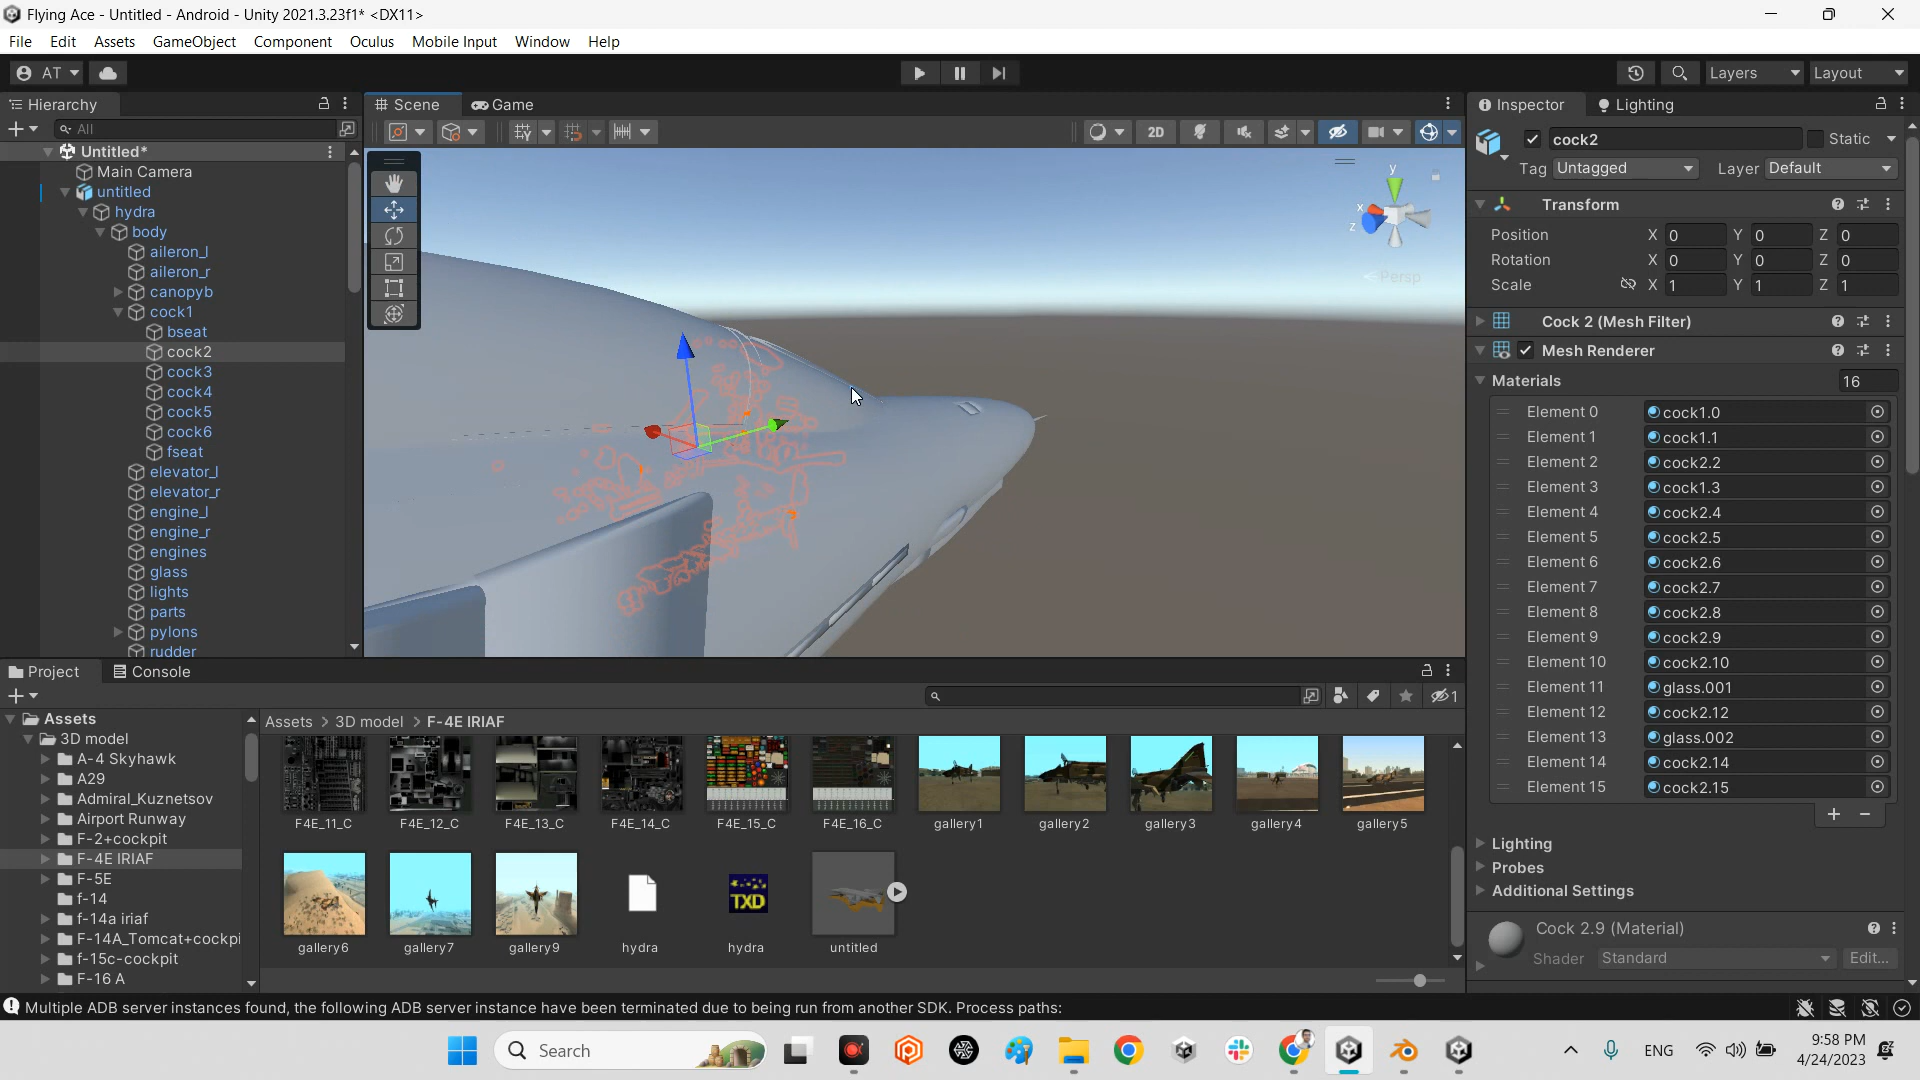 Flying Ace - Untitled - Android - Unity 2021.3.23f1* <DX11>
File Edit Assets GameObject Component Oculus Mobile Input Window Help
AT
Layers Layout
Hierarchy
Scene Game
Inspector Lighting
All
2D
cock2 Static
Tag Untagged Layer Default
Untitled*
Main Camera
untitled
hydra
body
aileron_l
aileron_r
canopyb
cock1
bseat
cock2
cock3
cock4
cock5
cock6
fseat
elevator_l
elevator_r
engine_l
engine_r
engines
glass
lights
parts
pylons
rudder
y
x
z
Persp
Transform
Position X 0 Y 0 Z 0
Rotation X 0 Y 0 Z 0
Scale X 1 Y 1 Z 1
Cock 2 (Mesh Filter)
Mesh Renderer
Materials 16
Element 0 cock1.0
Element 1 cock1.1
Element 2 cock2.2
Element 3 cock1.3
Element 4 cock2.4
Element 5 cock2.5
Element 6 cock2.6
Element 7 cock2.7
Element 8 cock2.8
Element 9 cock2.9
Element 10 cock2.10
Element 11 glass.001
Element 12 cock2.12
Element 13 glass.002
Element 14 cock2.14
Element 15 cock2.15
Lighting
Probes
Additional Settings
Cock 2.9 (Material)
Shader Standard Edit...
Project Console
1
Assets
3D model
A-4 Skyhawk
A29
Admiral_Kuznetsov
Airport Runway
F-2+cockpit
F-4E IRIAF
F-5E
f-14
f-14a iriaf
F-14A_Tomcat+cockpi
f-15c-cockpit
F-16 A
Assets > 3D model > F-4E IRIAF
F4E_11_C F4E_12_C F4E_13_C F4E_14_C F4E_15_C F4E_16_C gallery1 gallery2 gallery3 gallery4 gallery5
TXD
gallery6 gallery7 gallery9 hydra hydra untitled
Multiple ADB server instances found, the following ADB server instance have been terminated due to being run from another SDK. Process paths:
Search
ENG
9:58 PM
4/24/2023